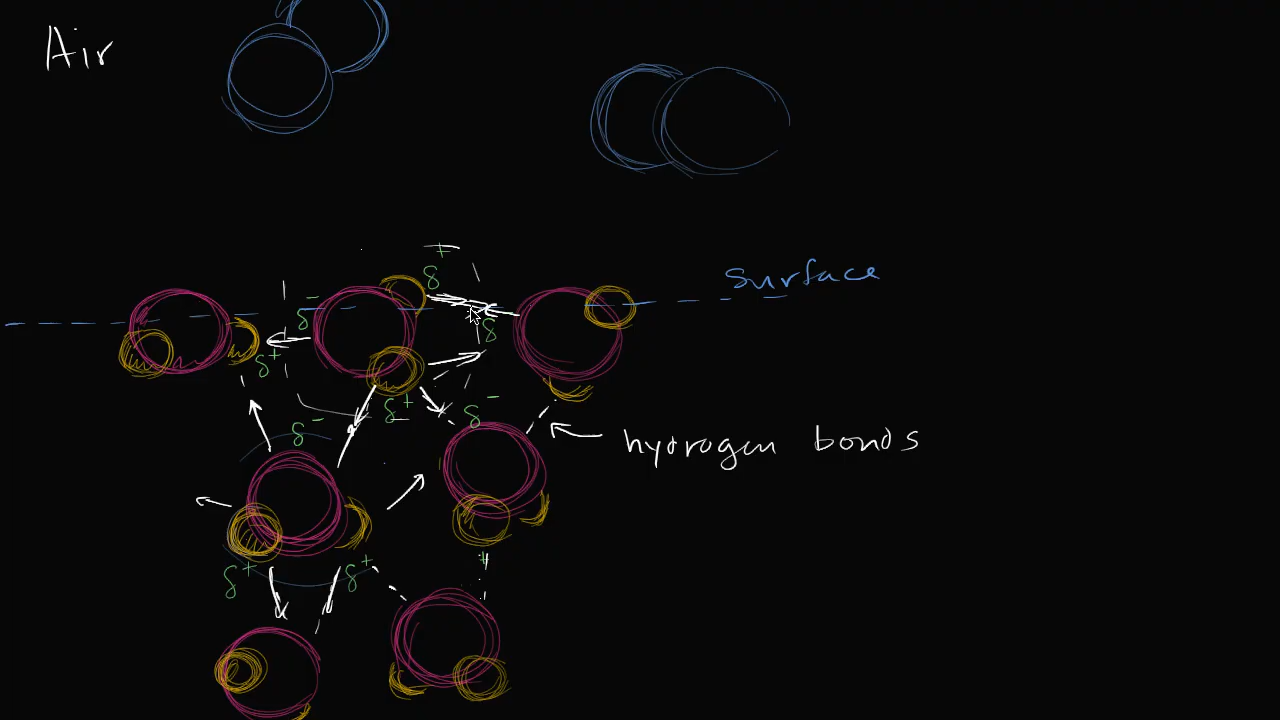 Air
surface
δ+
δ-
δ
δ+
δ+
δ-
δ-
hydrogen bonds
δ+
δ+
+